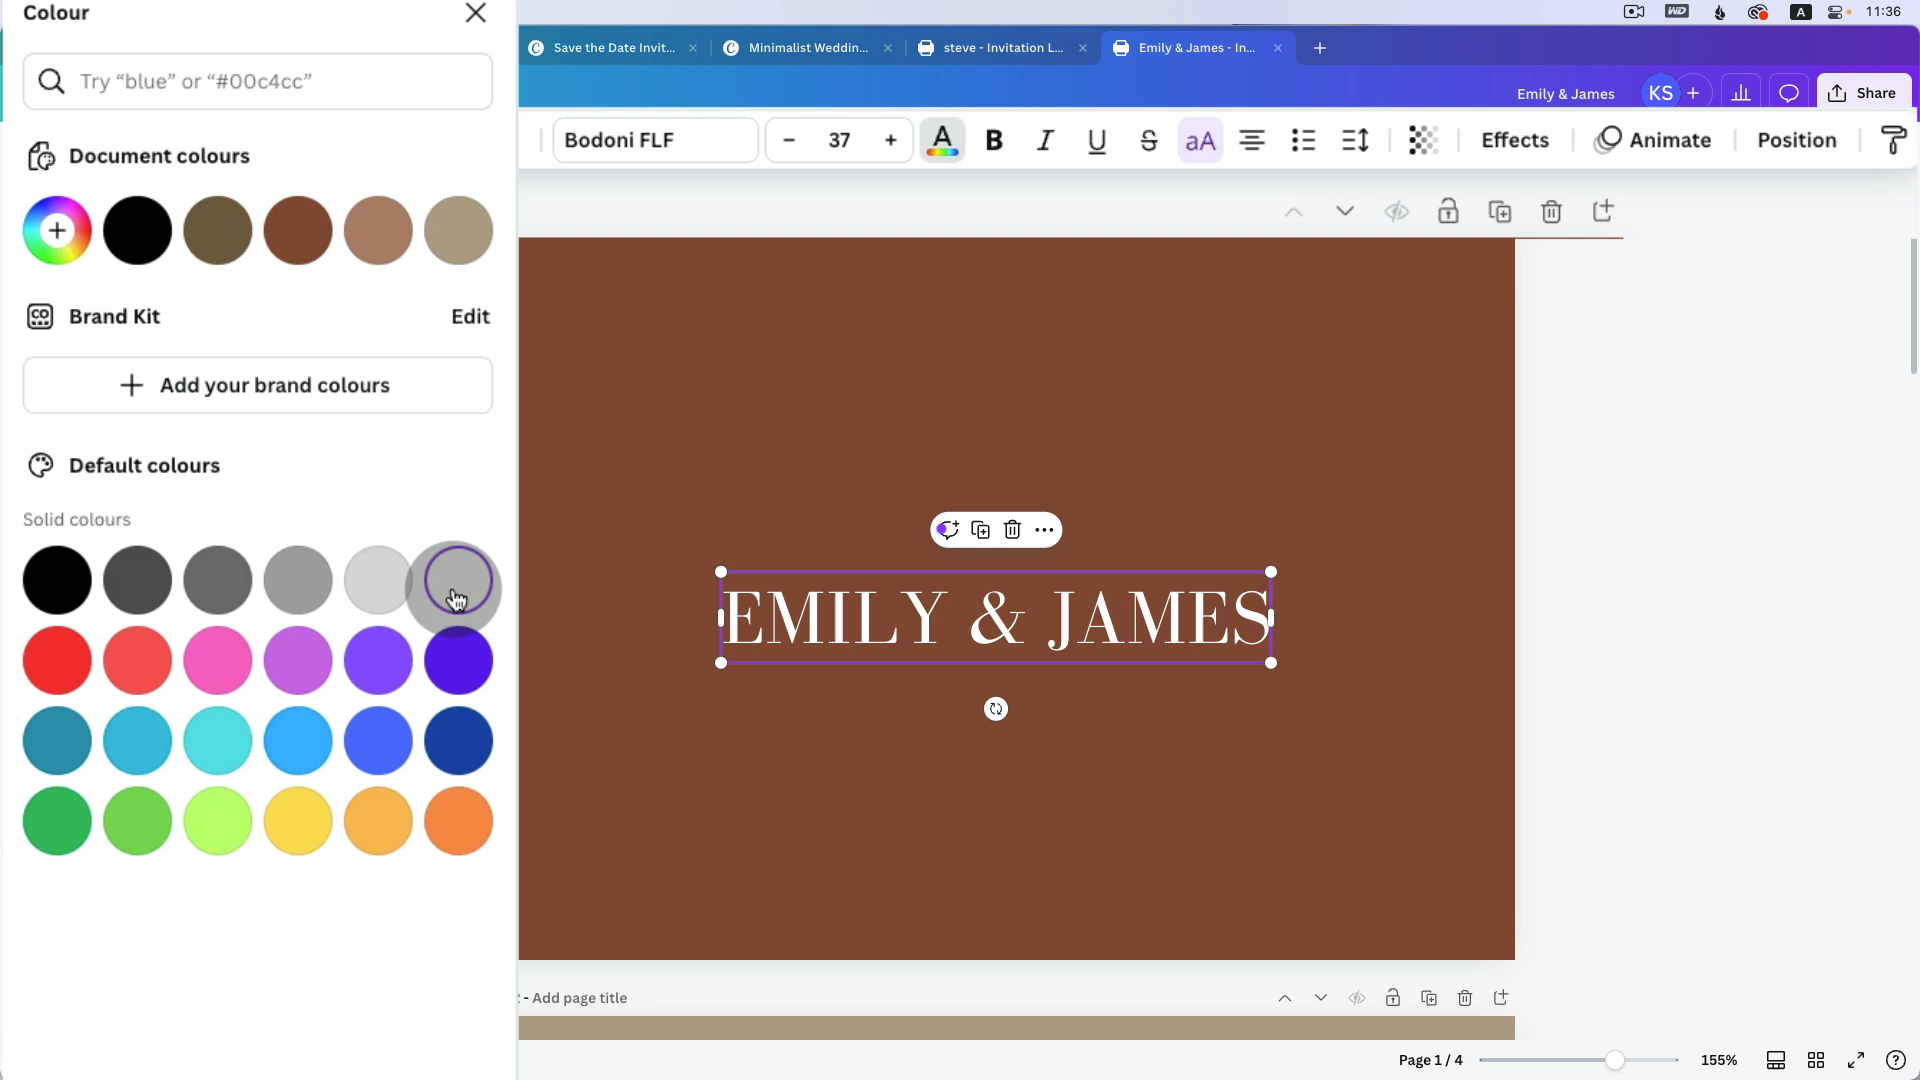 11:36
WD
A
Save the Date Invit...
Minimalist Weddin...
steve - Invitation L...
Emily & James - In...
Emily & James
KS
Share
Colour
Try “blue” or “#00c4cc”
Bodoni FLF
- 37 +
A B I U S aA
Effects
Animate
Position
Document colours
Brand Kit
Edit
CO
+ Add your brand colours
Default colours
Solid colours
EMILY & JAMES
- Add page title
Page 1 / 4
155%
?